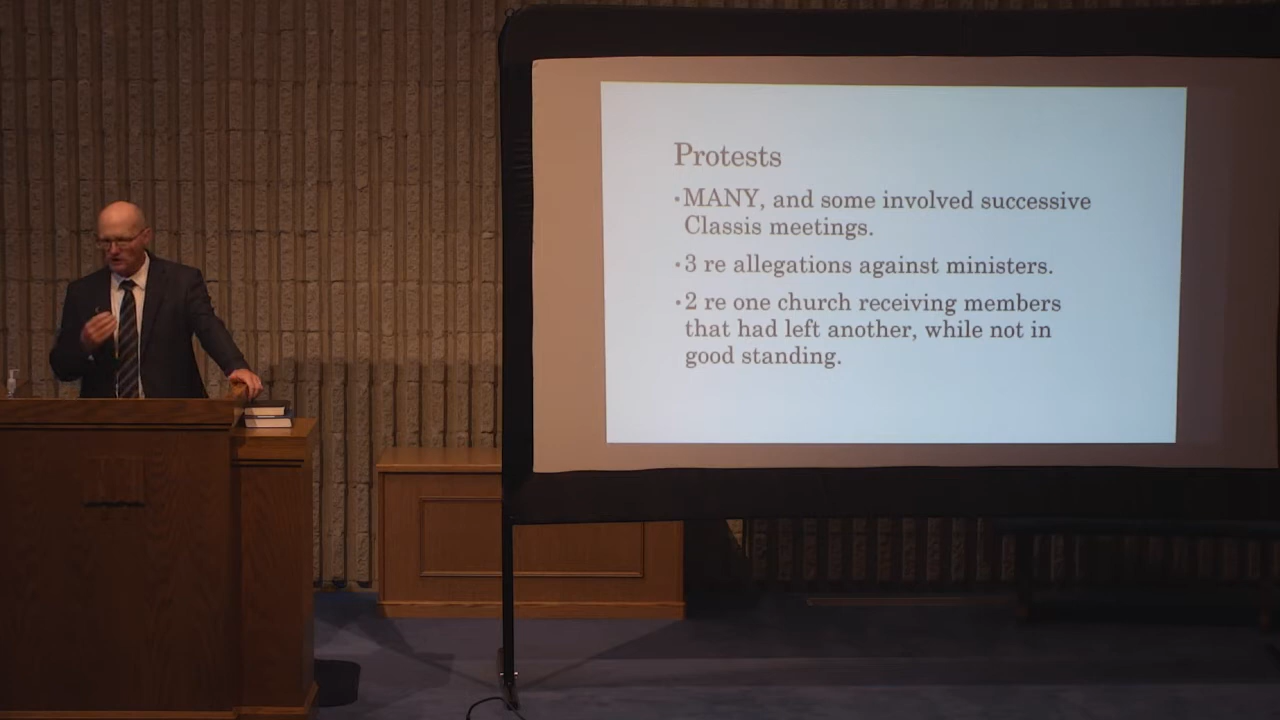 Protests
•MANY, and some involved successive
Classis meetings.
•3 re allegations against ministers.
•2 re one church receiving members
that had left another, while not in
good standing.